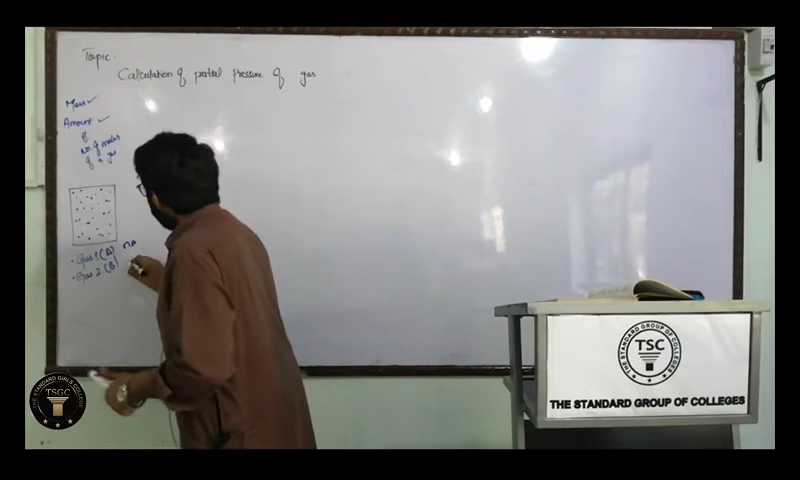 Topic.
Calculation of partial Pressure of gas
Mass ✓
Amount ✓
of
No. of moles
of a gas
• Gas 1 (A) nA
• Gas 2 (B)
THE STANDARD GROUP OF COLLEGES
TSC
THE STANDARD GROUP OF COLLEGES
THE STANDARD GIRLS COLLEGE
TSGC